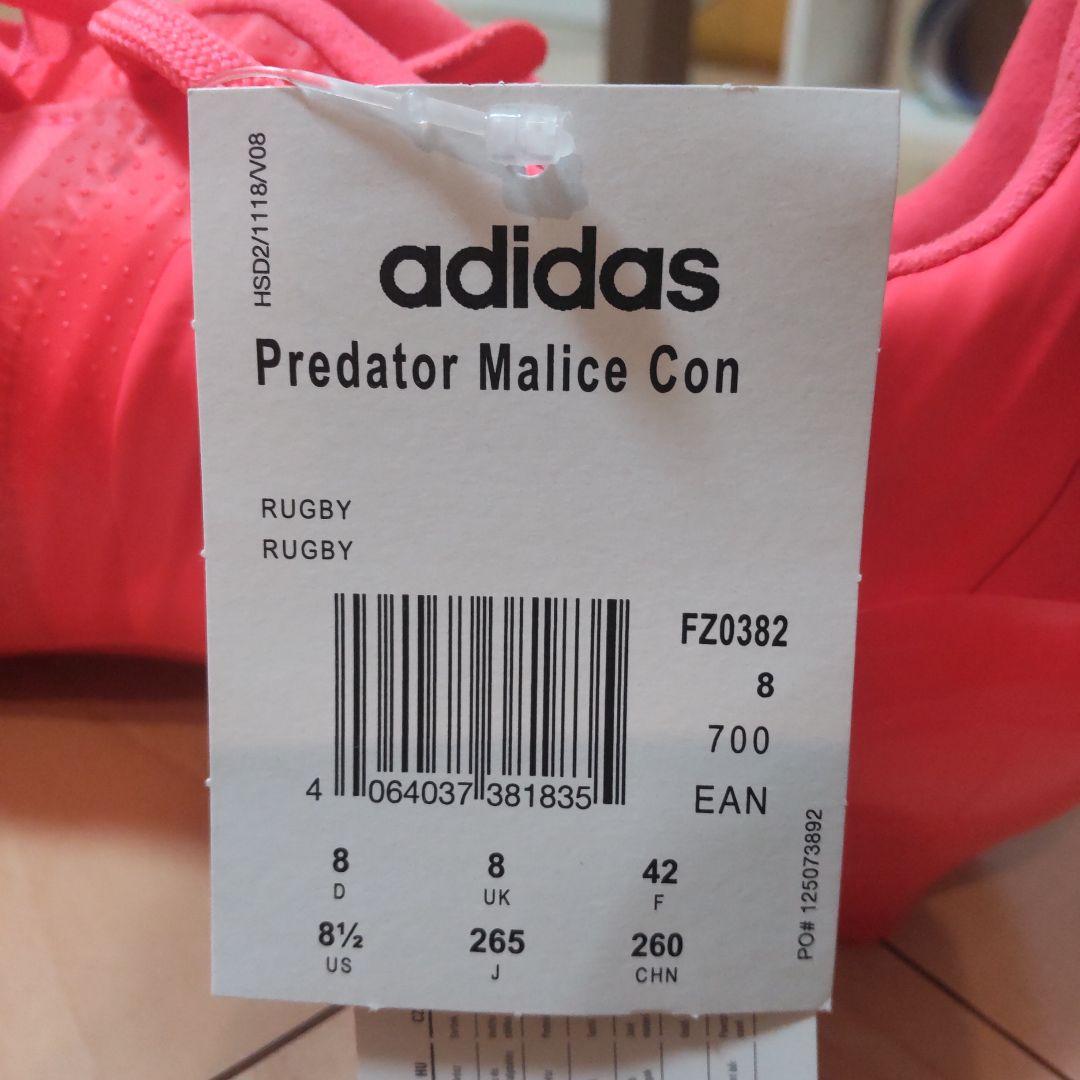 HSD2/1118/V08
adidas
Predator Malice Con
RUGBY
RUGBY
FZ0382
8
700
EAN
4 064037 381835
8 8 42
D UK F
8½ 265 260
US J CHN
PO# 125073892
HU